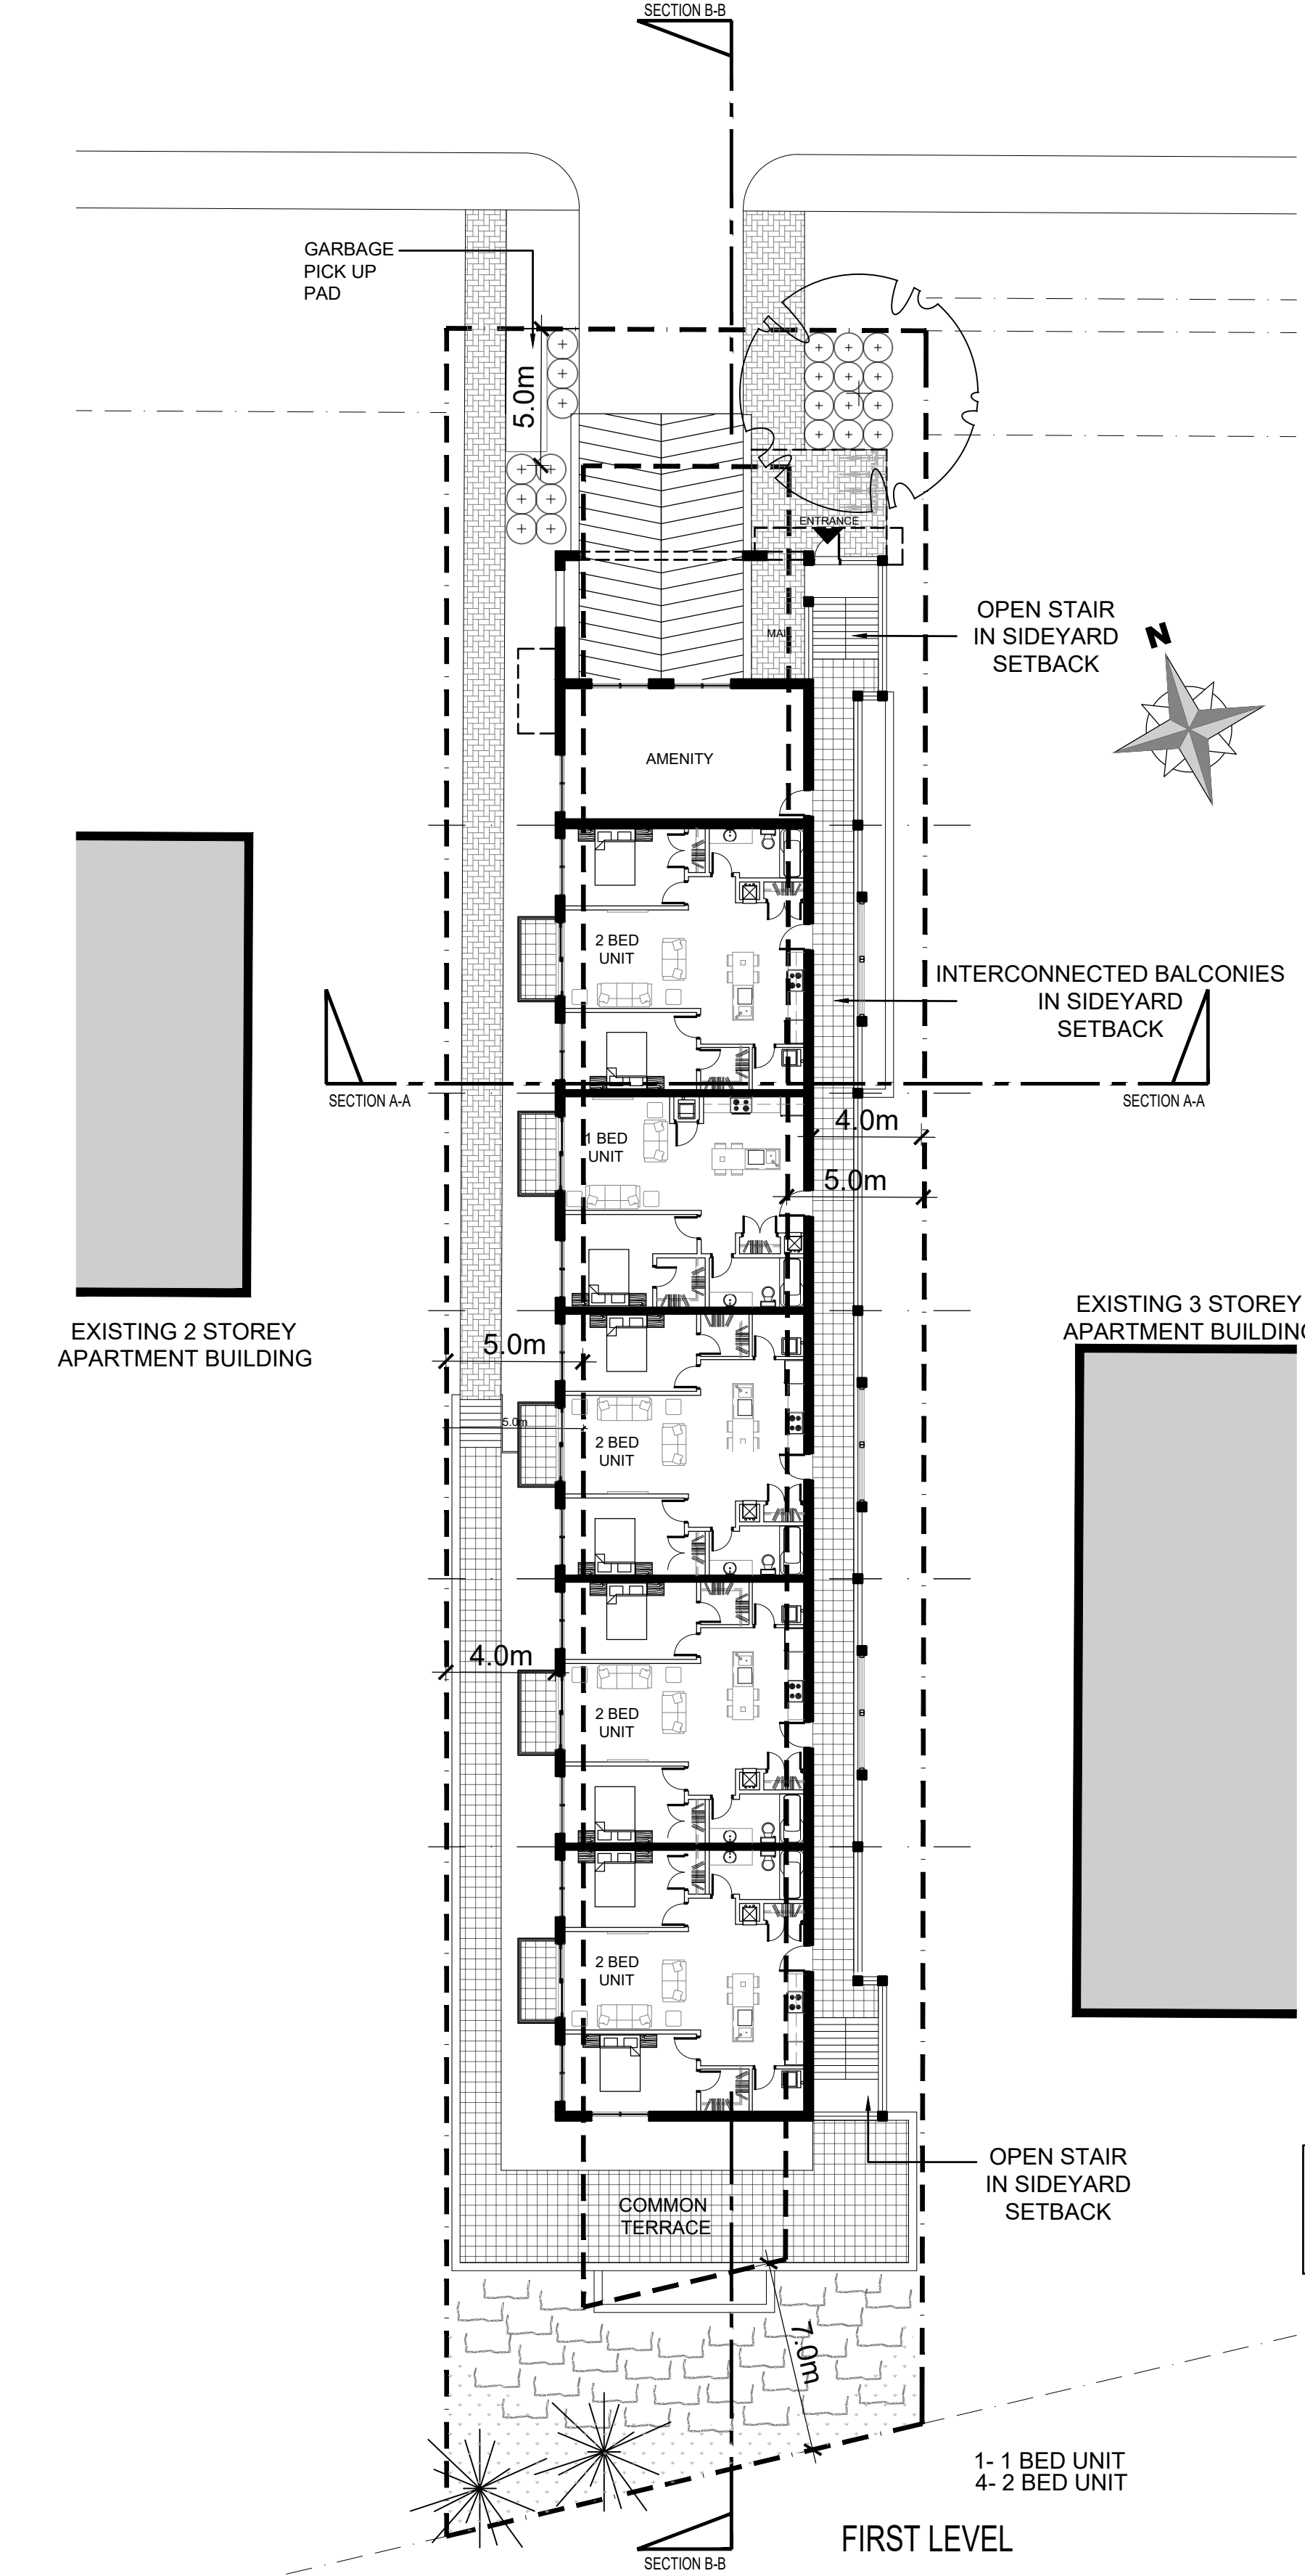 SECTION B-B
GARBAGE
PICK UP
PAD
5.0m
ENTRANCE
OPEN STAIR
IN SIDEYARD
SETBACK
N
AMENITY
2 BED
UNIT
INTERCONNECTED BALCONIES
IN SIDEYARD
SETBACK
SECTION A-A
SECTION A-A
4.0m
1 BED
UNIT
5.0m
EXISTING 2 STOREY
APARTMENT BUILDING
EXISTING 3 STOREY
APARTMENT
5.0m
5.0m
2 BED
UNIT
4.0m
2 BED
UNIT
2 BED
UNIT
OPEN STAIR
IN SIDEYARD
SETBACK
COMMON
TERRACE
7.0m
1- 1 BED UNIT
4- 2 BED UNIT
FIRST LEVEL
SECTION B-B